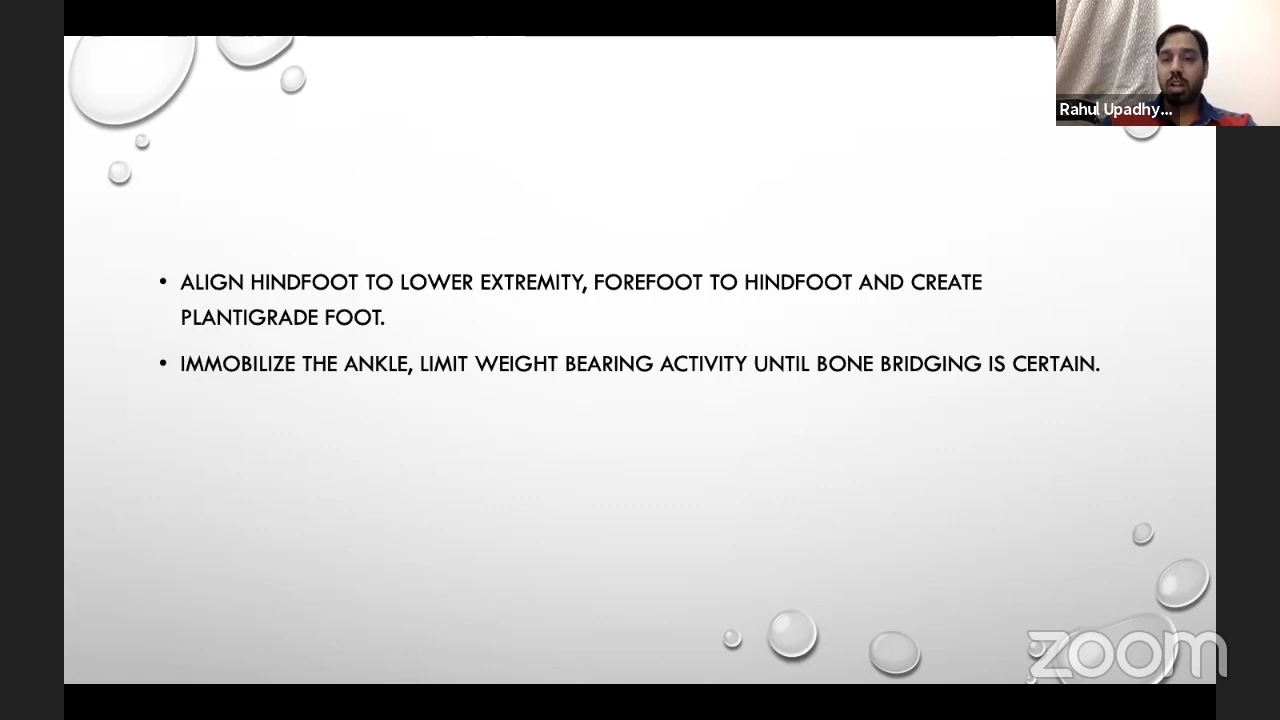 Rahul Upadhy...
• ALIGN HINDFOOT TO LOWER EXTREMITY, FOREFOOT TO HINDFOOT AND CREATE
PLANTIGRADE FOOT.
• IMMOBILIZE THE ANKLE, LIMIT WEIGHT BEARING ACTIVITY UNTIL BONE BRIDGING IS CERTAIN.
zoom